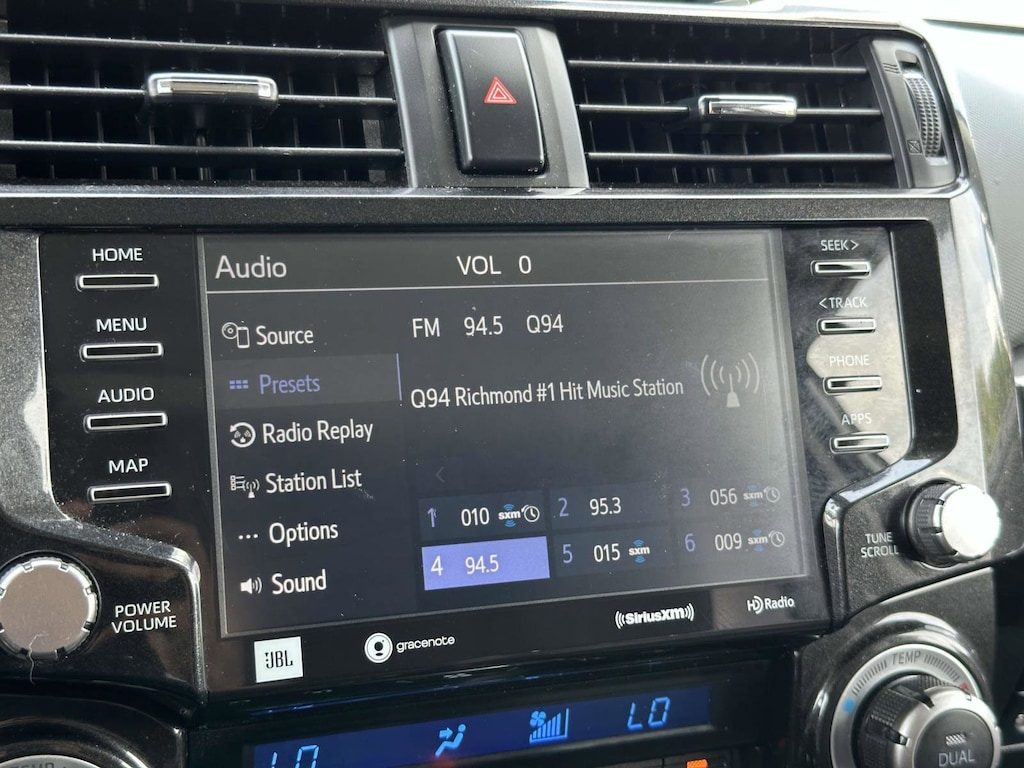 HOME
MENU
AUDIO
MAP
POWER
VOLUME
Audio VOL 0
Source
Presets
Radio Replay
Station List
Options
Sound
FM 94.5 Q94
Q94 Richmond #1 Hit Music Station
1 010 sxm
2 95.3
3 056 sxm
4 94.5
5 015 sxm
6 009 sxm
SEEK >
< TRACK
PHONE
APPS
TUNE
SCROLL
JBL
gracenote
((SiriusXM))
HD Radio
LO
LO
TEMP
TEMP
DUAL